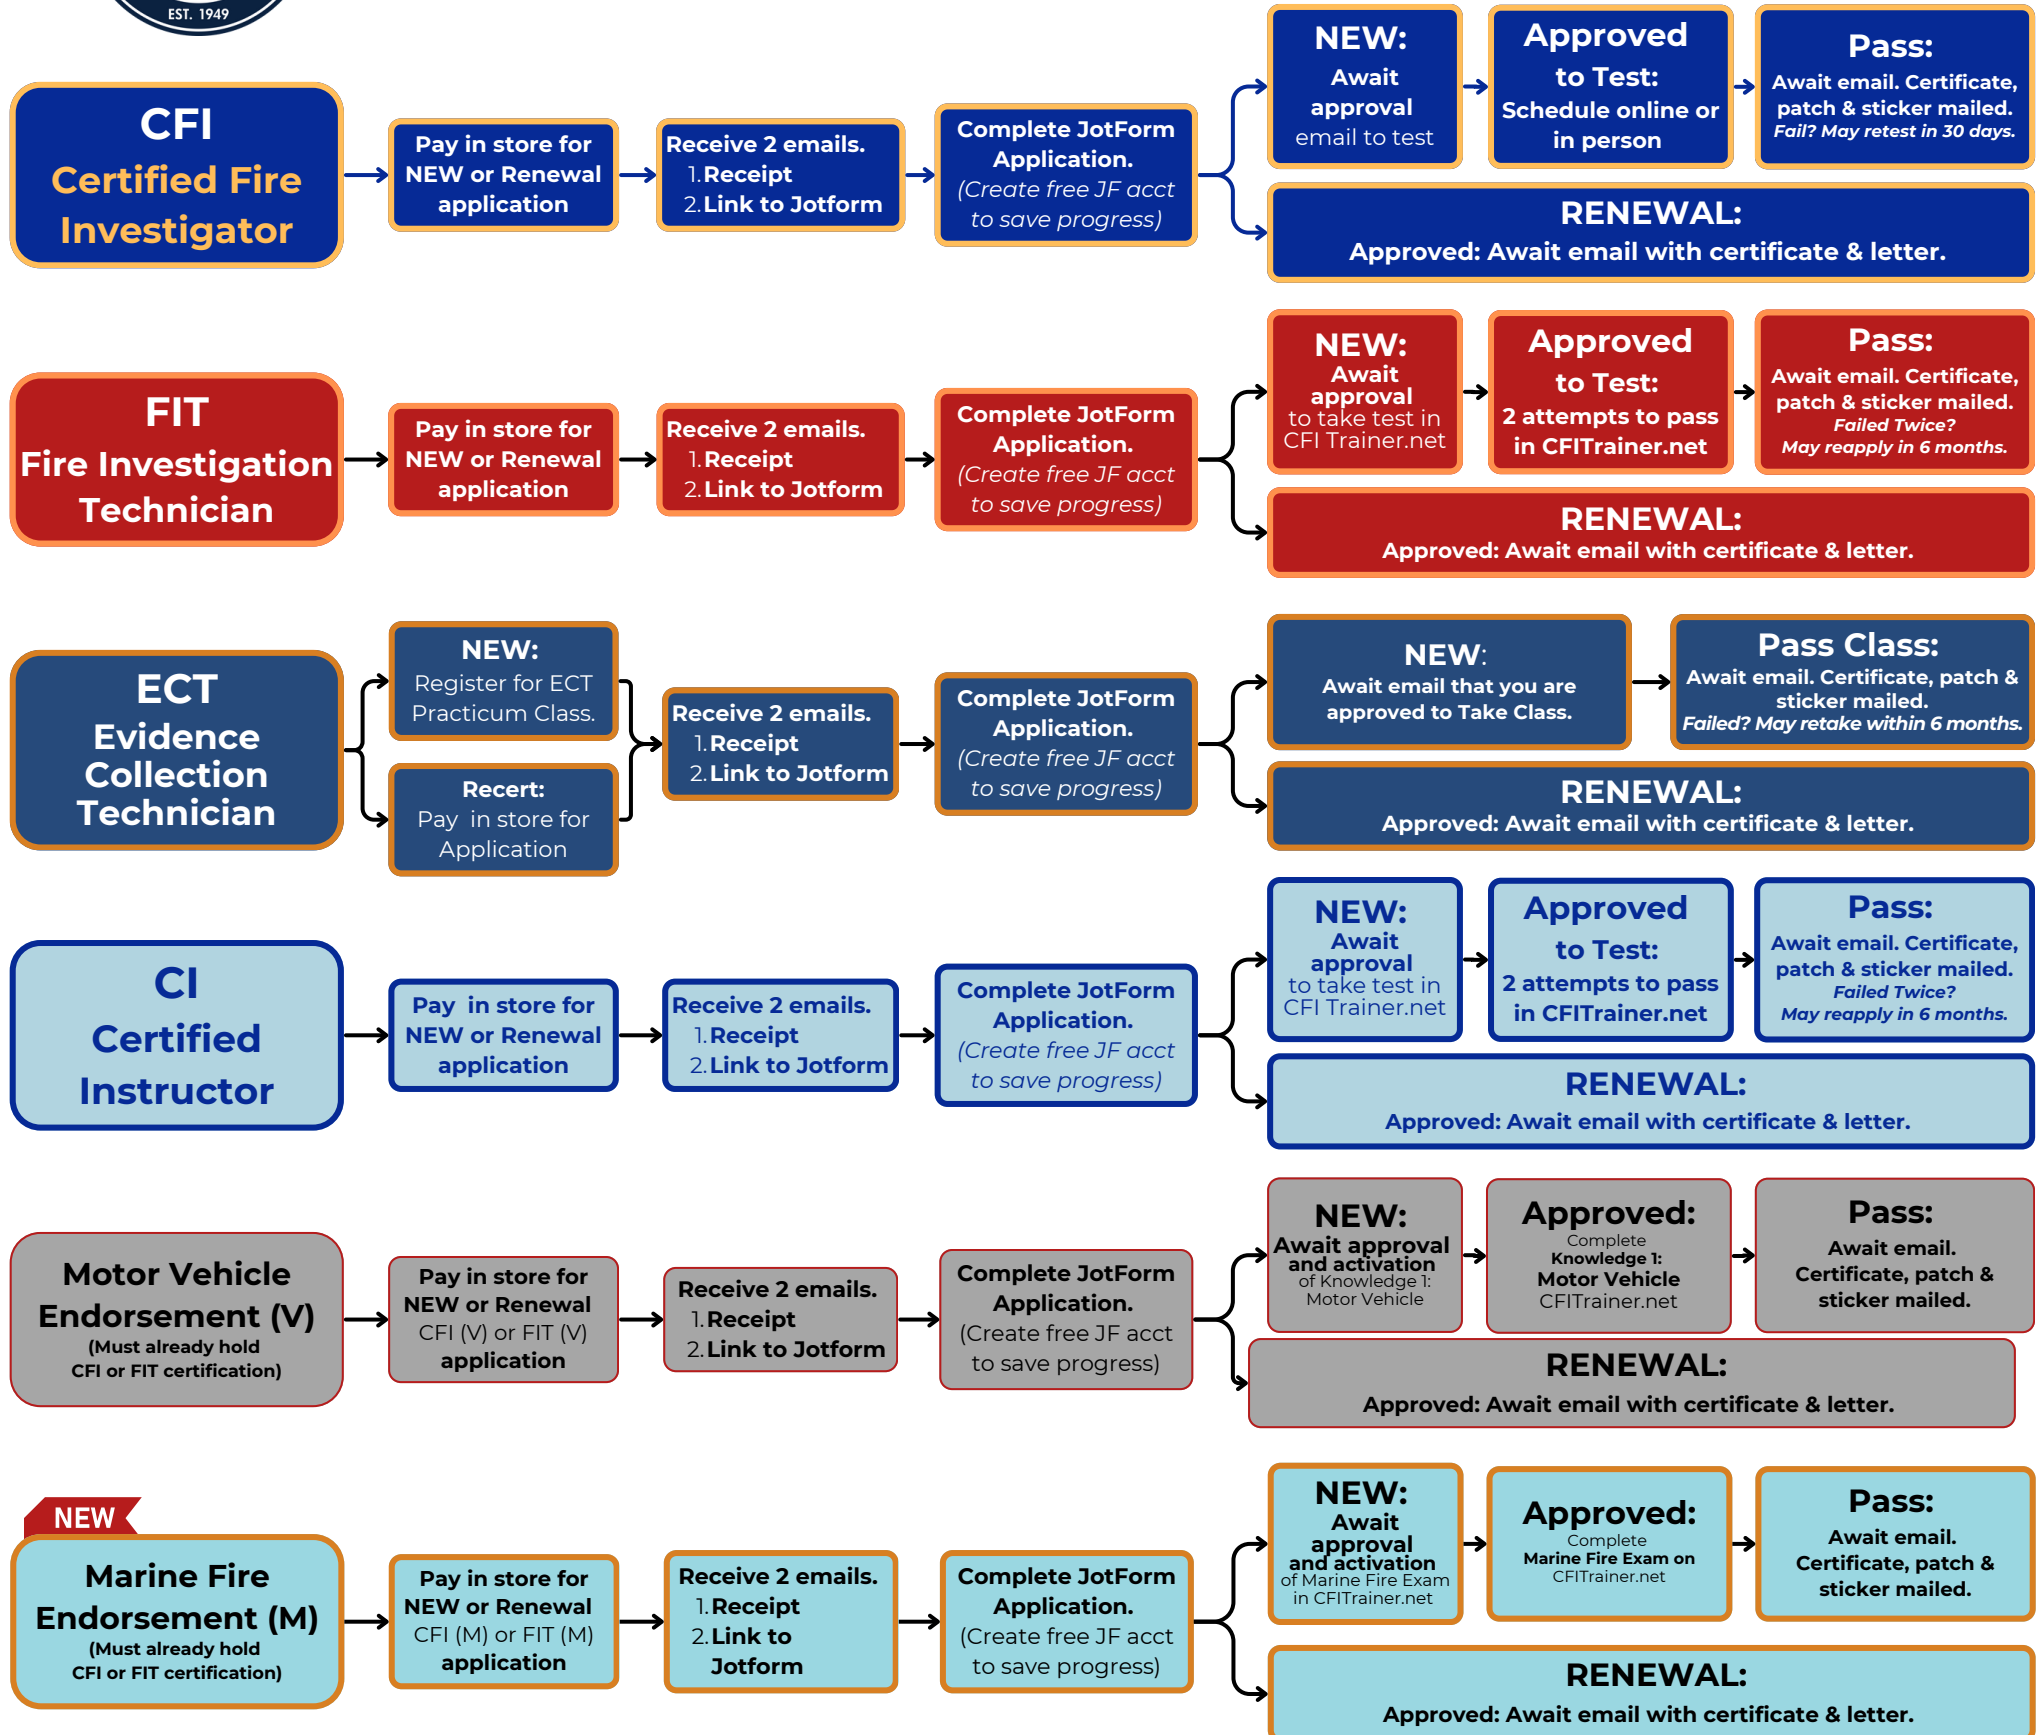 EST. 1949
CFI
Certified Fire
Investigator
Pay in store for
NEW or Renewal
application
Receive 2 emails.
1. Receipt
2. Link to Jotform
Complete JotForm
Application.
(Create free JF acct
to save progress)
NEW:
Await
approval
email to test
Approved
to Test:
Schedule online or
in person
Pass:
Await email. Certificate,
patch & sticker mailed.
Fail? May retest in 30 days.
RENEWAL:
Approved: Await email with certificate & letter.
FIT
Fire Investigation
Technician
Pay in store for
NEW or Renewal
application
Receive 2 emails.
1. Receipt
2. Link to Jotform
Complete JotForm
Application.
(Create free JF acct
to save progress)
NEW:
Await
approval
to take test in
CFI Trainer.net
Approved
to Test:
2 attempts to pass
in CFITrainer.net
Pass:
Await email. Certificate,
patch & sticker mailed.
Failed Twice?
May reapply in 6 months.
RENEWAL:
Approved: Await email with certificate & letter.
ECT
Evidence
Collection
Technician
NEW:
Register for ECT
Practicum Class.
Recert:
Pay in store for
Application
Receive 2 emails.
1. Receipt
2. Link to Jotform
Complete JotForm
Application.
(Create free JF acct
to save progress)
NEW:
Await email that you are
approved to Take Class.
Pass Class:
Await email. Certificate, patch &
sticker mailed.
Failed? May retake within 6 months.
RENEWAL:
Approved: Await email with certificate & letter.
CI
Certified
Instructor
Pay in store for
NEW or Renewal
application
Receive 2 emails.
1. Receipt
2. Link to Jotform
Complete JotForm
Application.
(Create free JF acct
to save progress)
NEW:
Await
approval
to take test in
CFI Trainer.net
Approved
to Test:
2 attempts to pass
in CFITrainer.net
Pass:
Await email. Certificate,
patch & sticker mailed.
Failed Twice?
May reapply in 6 months.
RENEWAL:
Approved: Await email with certificate & letter.
Motor Vehicle
Endorsement (V)
(Must already hold
CFI or FIT certification)
Pay in store for
NEW or Renewal
CFI (V) or FIT (V)
application
Receive 2 emails.
1. Receipt
2. Link to Jotform
Complete JotForm
Application.
(Create free JF acct
to save progress)
NEW:
Await approval
and activation
of Knowledge 1:
Motor Vehicle
Approved:
Complete
Knowledge 1:
Motor Vehicle
CFITrainer.net
Pass:
Await email.
Certificate, patch &
sticker mailed.
RENEWAL:
Approved: Await email with certificate & letter.
NEW
Marine Fire
Endorsement (M)
(Must already hold
CFI or FIT certification)
Pay in store for
NEW or Renewal
CFI (M) or FIT (M)
application
Receive 2 emails.
1. Receipt
2. Link to
Jotform
Complete JotForm
Application.
(Create free JF acct
to save progress)
NEW:
Await
approval
and activation
of Marine Fire Exam
in CFITrainer.net
Approved:
Complete
Marine Fire Exam on
CFITrainer.net
Pass:
Await email.
Certificate, patch &
sticker mailed.
RENEWAL:
Approved: Await email with certificate & letter.